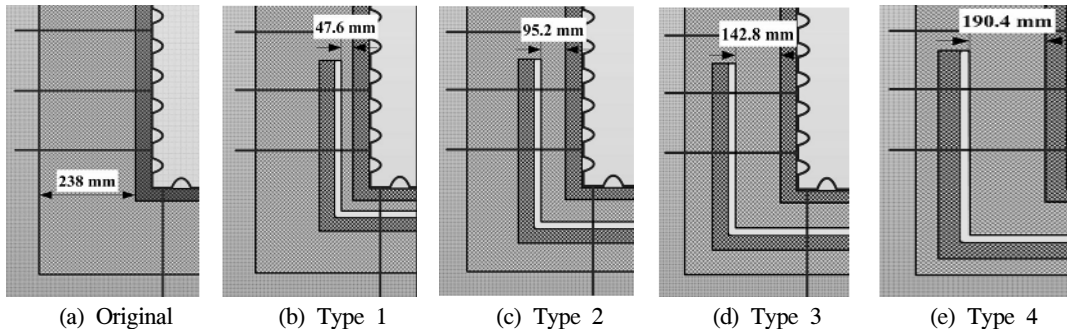 47.6 mm
95.2 mm
142.8 mm
190.4 mm
238 mm
(a) Original
(b) Type 1
(c) Type 2
(d) Type 3
(e) Type 4